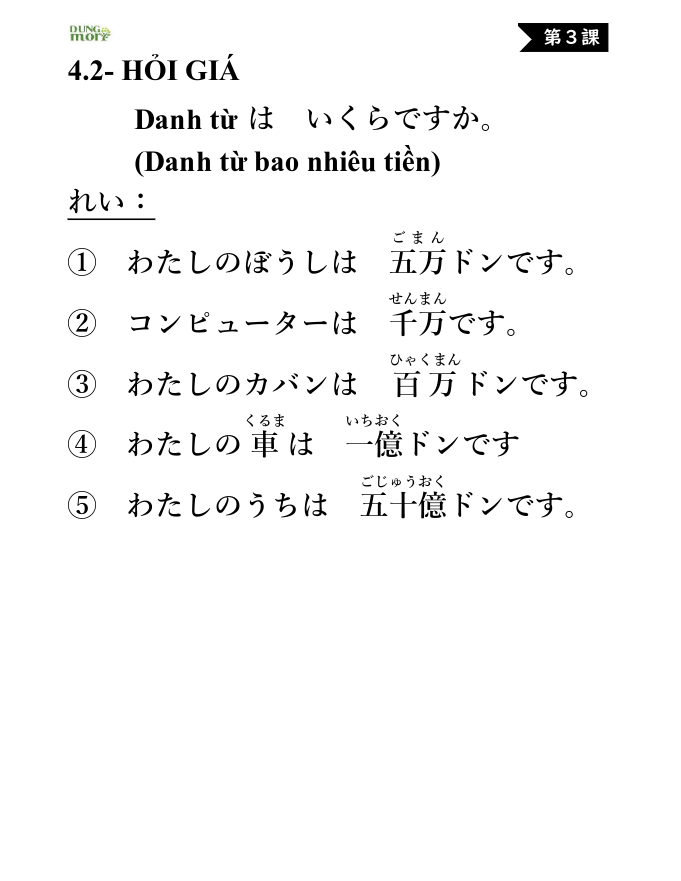 DUNG
mori
第3課
4.2- HỎI GIÁ
Danh từ は　いくらですか。
(Danh từ bao nhiêu tiền)
れい：
ごまん
① わたしのぼうしは　五万ドンです。
せんまん
② コンピューターは　千万です。
ひゃくまん
③ わたしのカバンは　百万ドンです。
くるま　いちおく
④ わたしの車は　一億ドンです
ごじゅうおく
⑤ わたしのうちは　五十億ドンです。